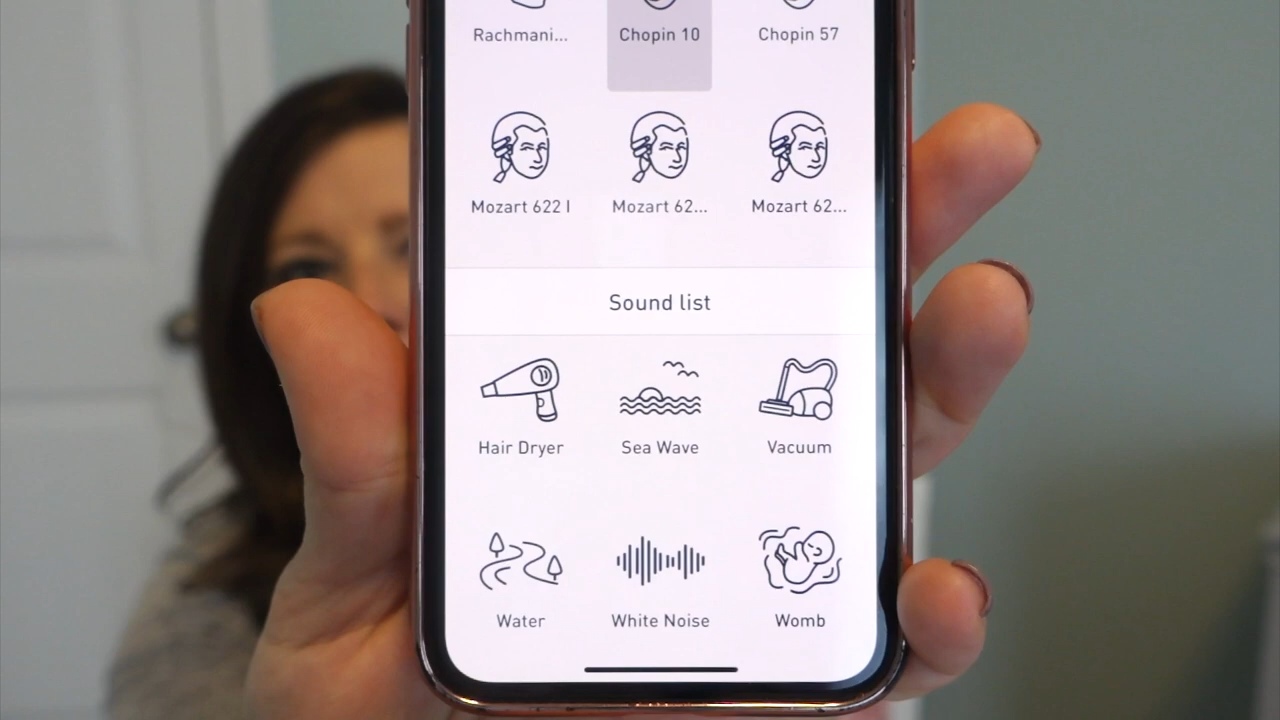 Rachmani... Chopin 10 Chopin 57
Mozart 622 I Mozart 62... Mozart 62...
Sound list
Hair Dryer Sea Wave Vacuum
Water White Noise Womb